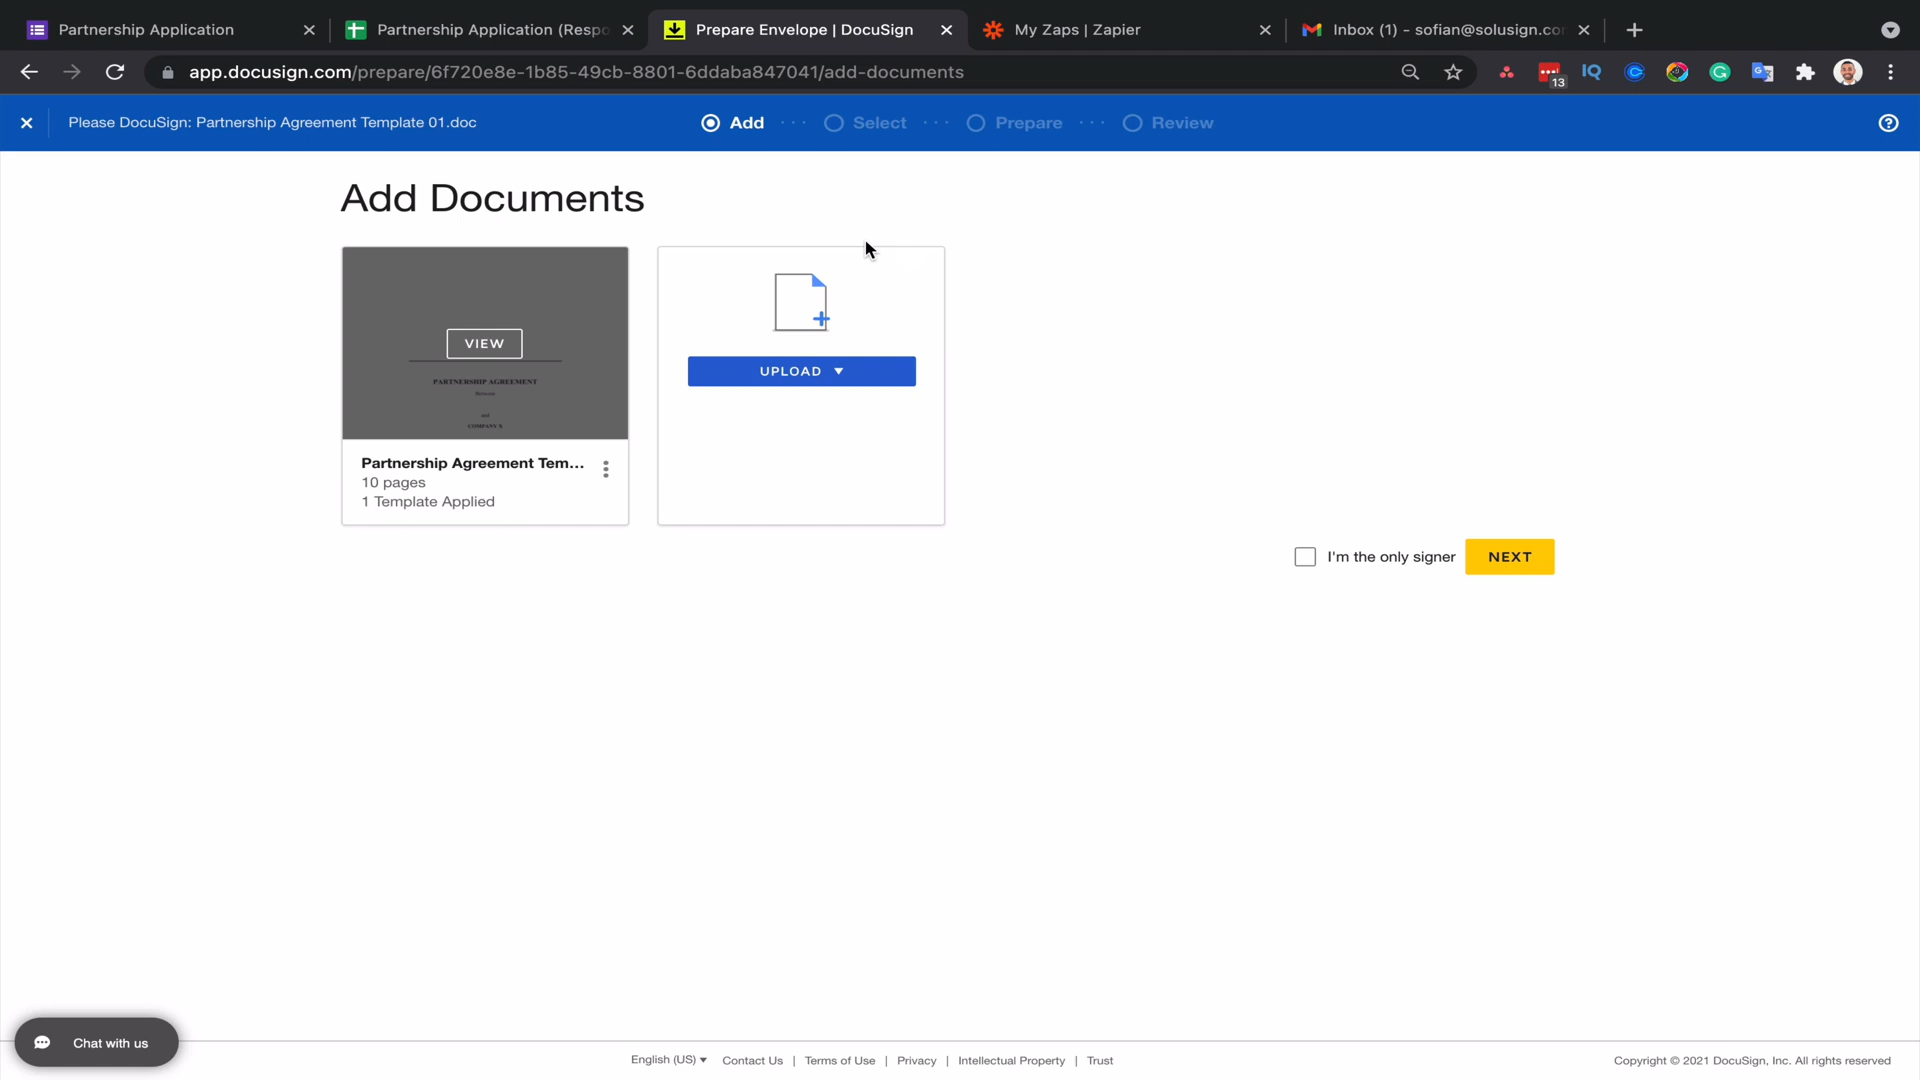 Partnership Application
Partnership Application (Respo
Prepare Envelope | DocuSign
My Zaps | Zapier
Inbox (1) - sofian@solusign.co
app.docusign.com/prepare/6f720e8e-1b85-49cb-8801-6ddaba847041/add-documents
13
IQ
Please DocuSign: Partnership Agreement Template 01.doc
Add
Select
Prepare
Review
Add Documents
VIEW
PARTNERSHIP AGREEMENT
Between
and
COMPANY X
UPLOAD
Partnership Agreement Tem...
10 pages
1 Template Applied
I'm the only signer
NEXT
Chat with us
English (US)
Contact Us | Terms of Use | Privacy | Intellectual Property | Trust
Copyright © 2021 DocuSign, Inc. All rights reserved